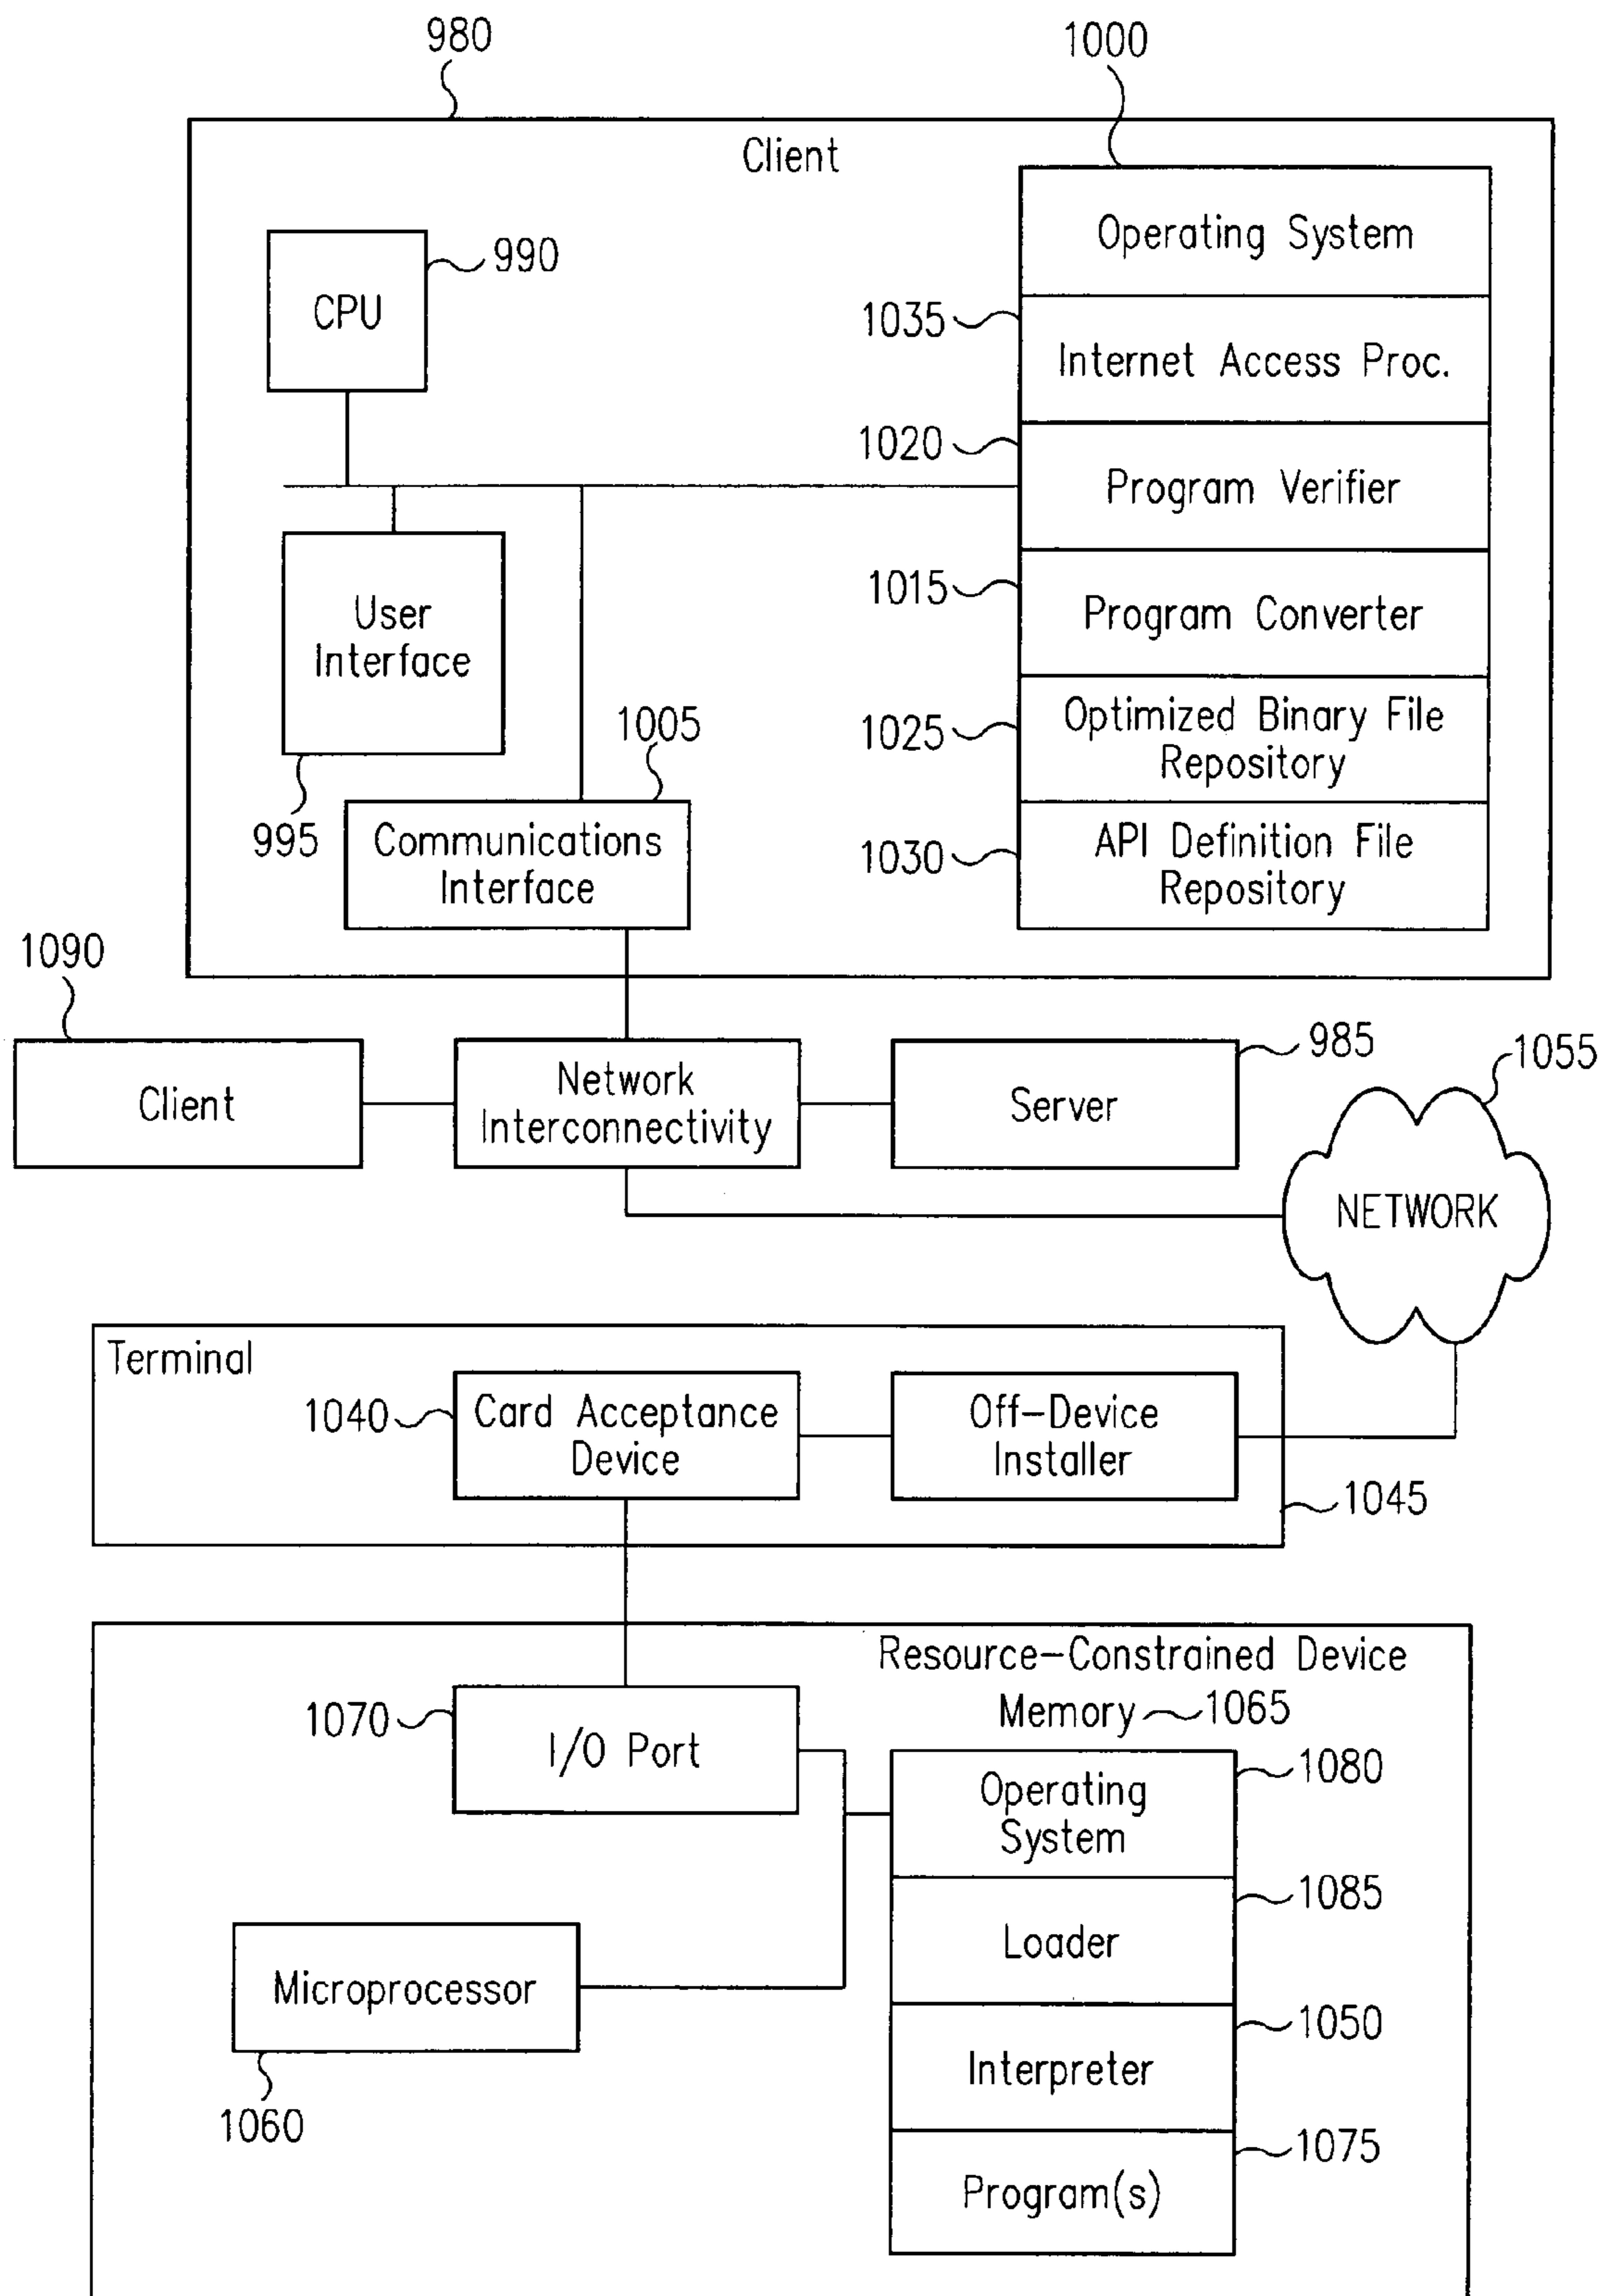 980
1000
Client
Operating System
CPU
990
1035
Internet Access Proc.
1020
Program Verifier
1015
Program Converter
User
Interface
995
1005
Communications
Interface
1025
Optimized Binary File
Repository
1030
API Definition File
Repository
1090
Client
Network
Interconnectivity
Server
985
1055
NETWORK
Terminal
1040
Card Acceptance
Device
Off-Device
Installer
1045
Resource-Constrained Device
Memory
1065
1070
I/O Port
Operating
System
1080
Loader
1085
Microprocessor
1060
Interpreter
1050
Program(s)
1075